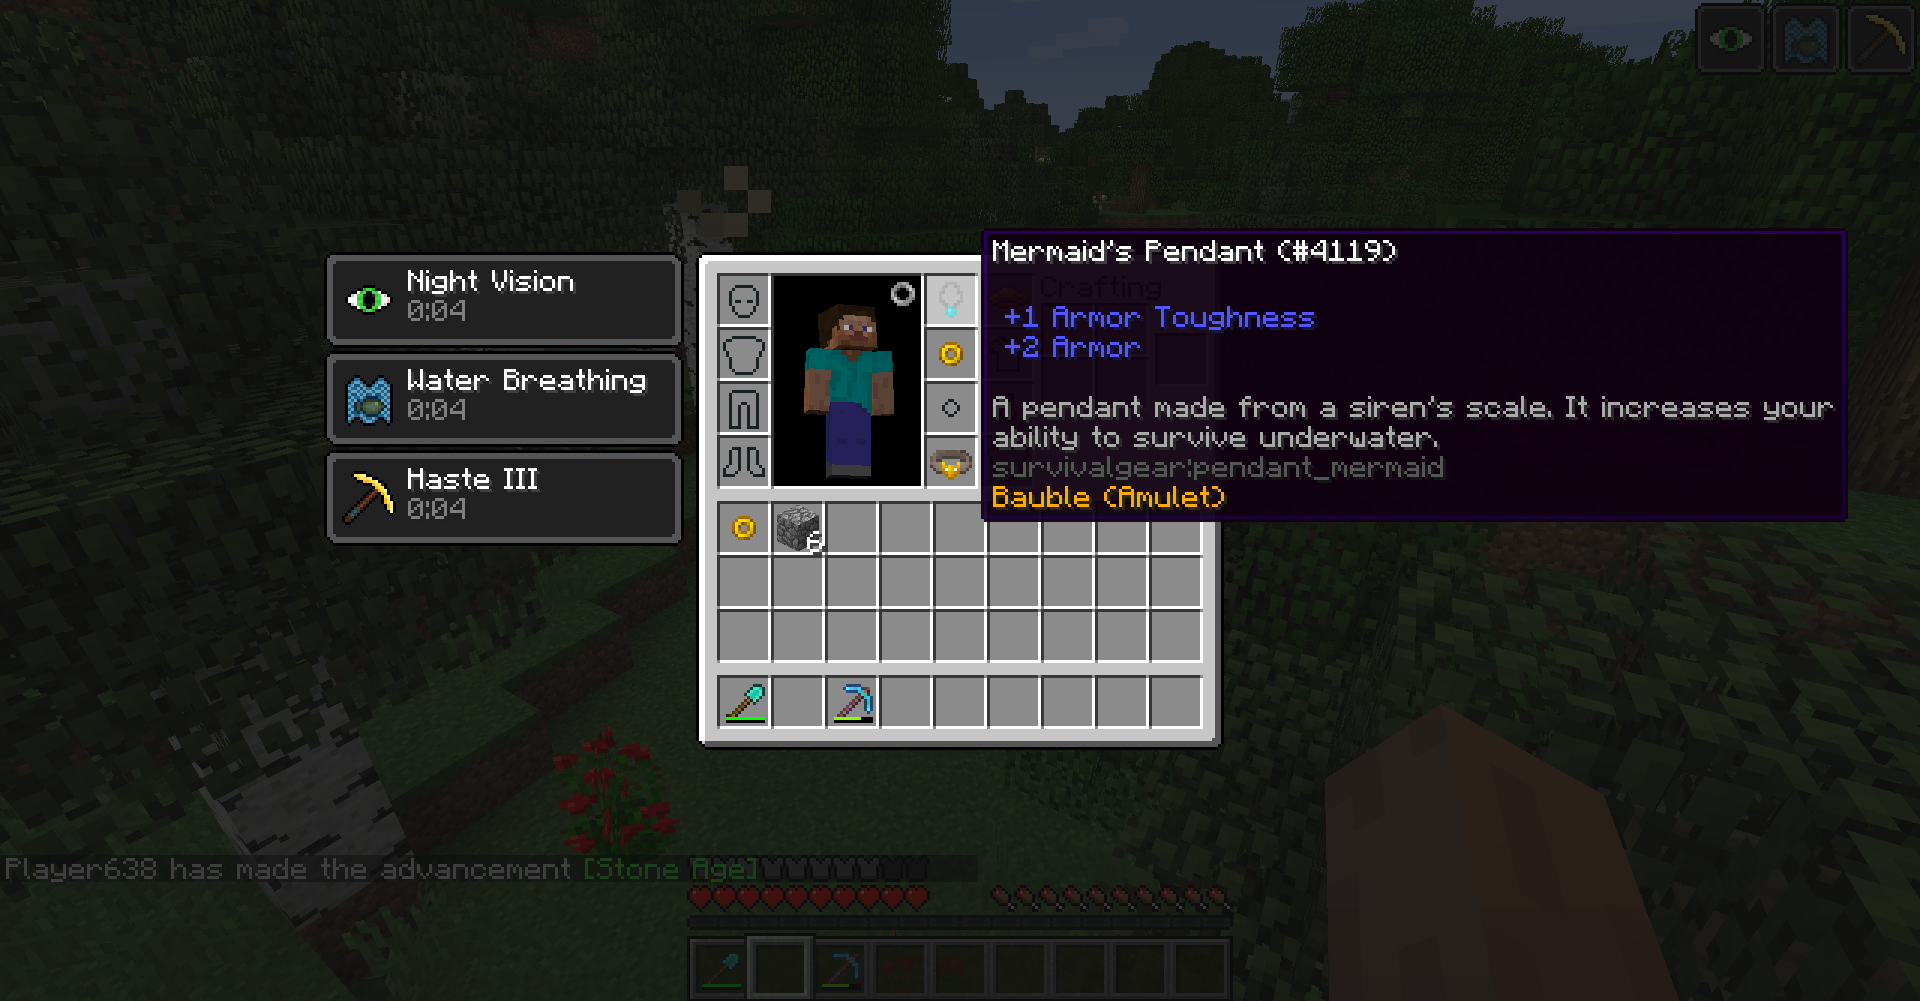 Night Vision
0:04
Water Breathing
0:04
Haste III
0:04
Mermaid's Pendant (#4119)
Crafting
+1 Armor Toughness
+2 Armor
A pendant made from a siren's scale. It increases your
ability to survive underwater.
survivalgear:pendant_mermaid
Bauble (Amulet)
6
Player638 has made the advancement [Stone Age]